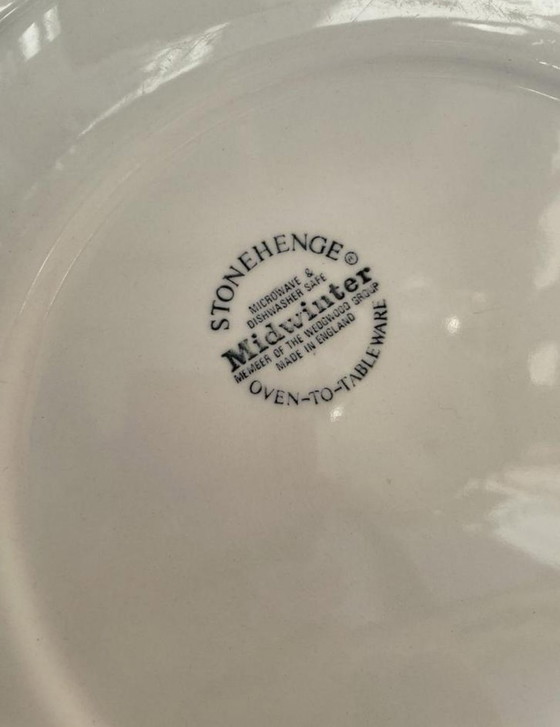 STONEHENGE®
MICROWAVE &
DISHWASHER SAFE
Midwinter
MEMBER OF THE WEDGWOOD GROUP
MADE IN ENGLAND
OVEN-TO-TABLEWARE